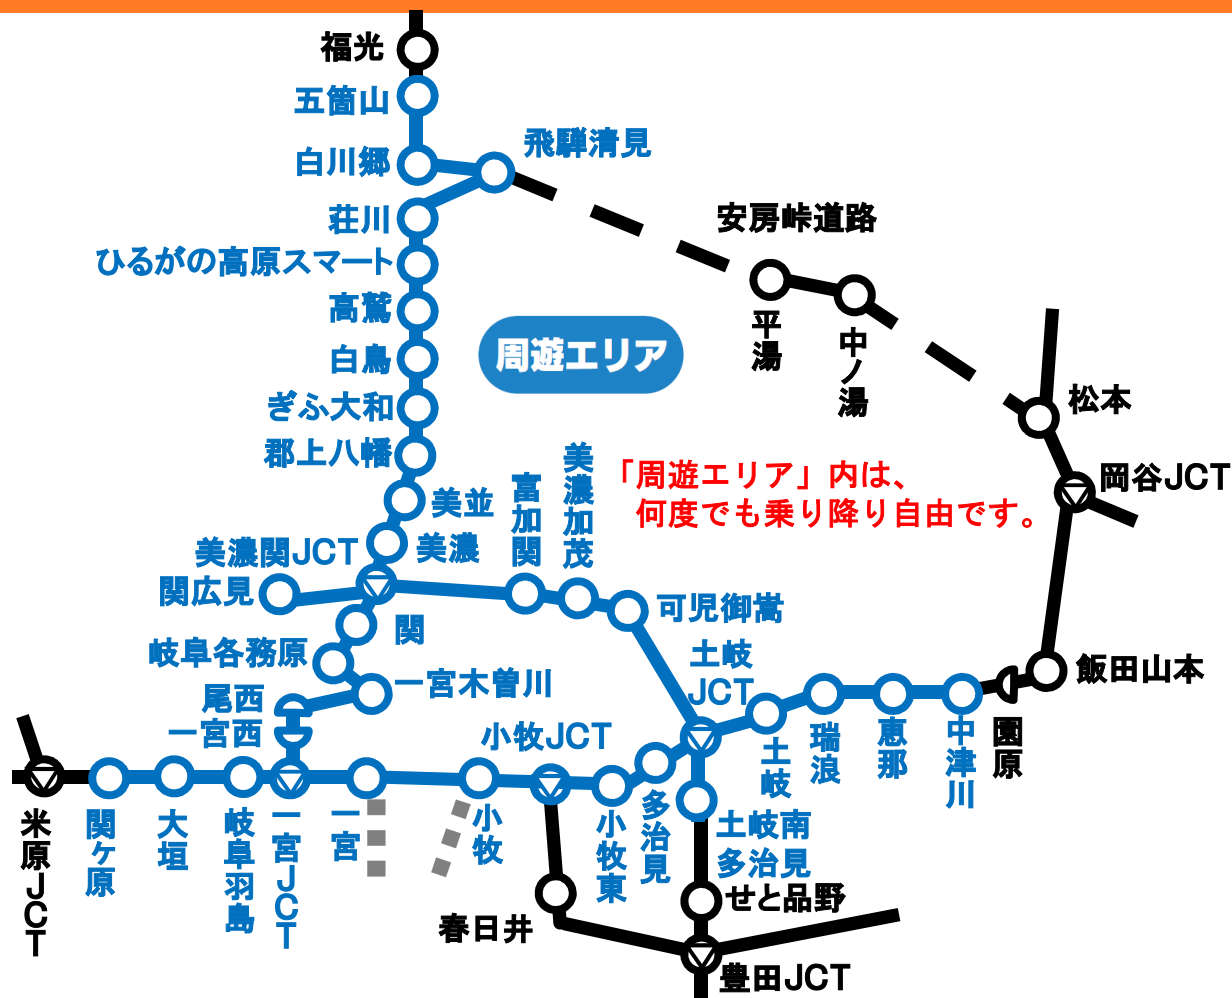 福光
五箇山
飛騨清見
白川郷
荘川
安房峠道路
ひるがの高原スマート
高鷲
平湯
中ノ湯
白鳥
周遊エリア
ぎふ大和
松本
郡上八幡
「周遊エリア」内は、
何度でも乗り降り自由です。
岡谷JCT
美並
富加関
美濃加茂
美濃
美濃関JCT
関広見
可児御嵩
関
岐阜各務原
土岐
JCT
飯田山本
一宮木曽川
尾西
一宮西
小牧JCT
土岐
瑞浪
恵那
中津川
園原
米原JCT
関ヶ原
大垣
岐阜羽島
一宮JCT
一宮
小牧
小牧東
多治見
土岐南
多治見
せと品野
春日井
豊田JCT